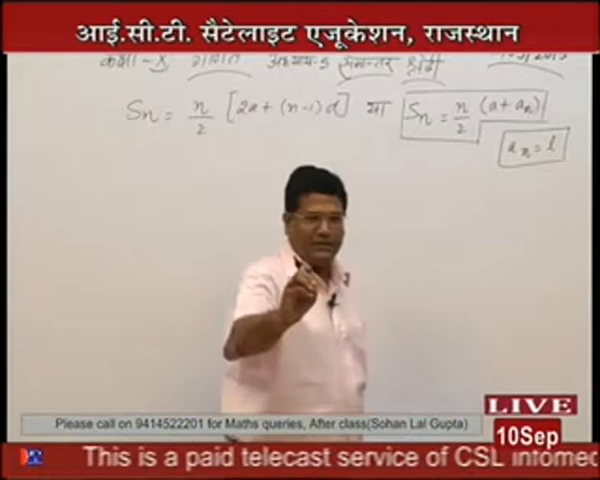 आई.सी.टी. सैटेलाइट एजूकेशन, राजस्थान
कक्षा-X गणित अध्याय-5 समान्तर श्रेढी
Sn = n/2 [2a + (n-1) d] या Sn = n/2 (a + an)
an = l
LIVE
Please call on 9414522201 for Maths queries, After class(Sohan Lal Gupta)
10Sep
This is a paid telecast service of CSL infomed